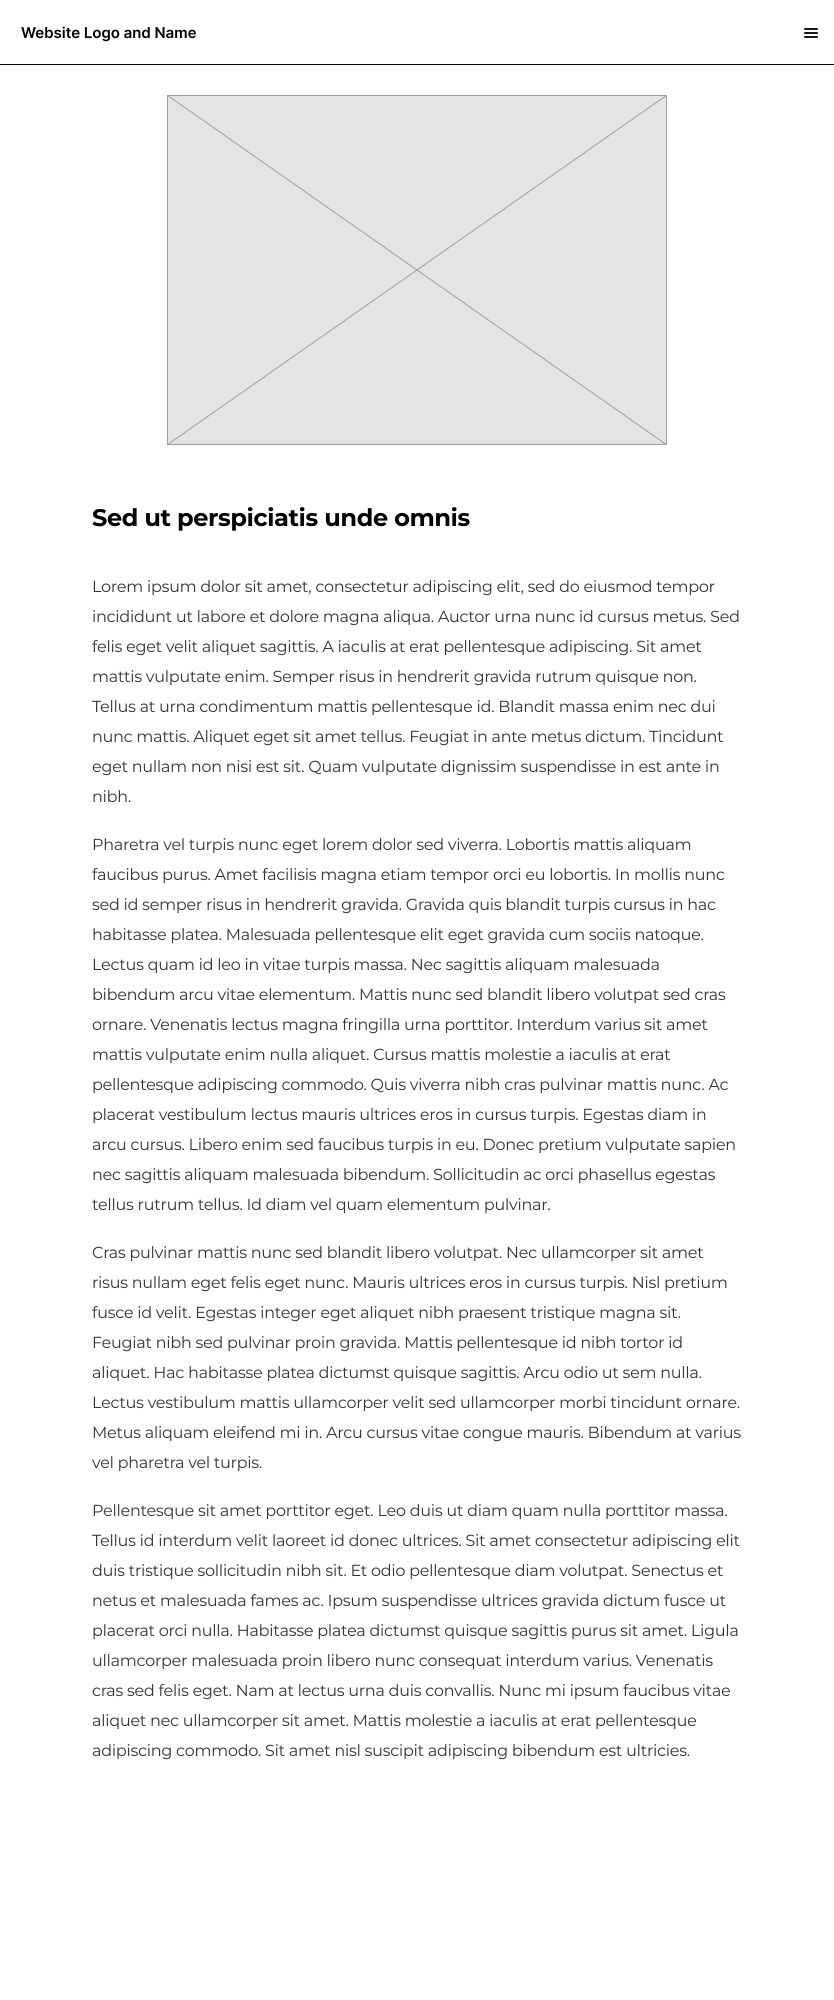 Website Logo and Name
Sed ut perspiciatis unde omnis
Lorem ipsum dolor sit amet, consectetur adipiscing elit, sed do eiusmod tempor
incididunt ut labore et dolore magna aliqua. Auctor urna nunc id cursus metus. Sed
felis eget velit aliquet sagittis. A iaculis at erat pellentesque adipiscing. Sit amet
mattis vulputate enim. Semper risus in hendrerit gravida rutrum quisque non.
Tellus at urna condimentum mattis pellentesque id. Blandit massa enim nec dui
nunc mattis. Aliquet eget sit amet tellus. Feugiat in ante metus dictum. Tincidunt
eget nullam non nisi est sit. Quam vulputate dignissim suspendisse in est ante in
nibh.
Pharetra vel turpis nunc eget lorem dolor sed viverra. Lobortis mattis aliquam
faucibus purus. Amet facilisis magna etiam tempor orci eu lobortis. In mollis nunc
sed id semper risus in hendrerit gravida. Gravida quis blandit turpis cursus in hac
habitasse platea. Malesuada pellentesque elit eget gravida cum sociis natoque.
Lectus quam id leo in vitae turpis massa. Nec sagittis aliquam malesuada
bibendum arcu vitae elementum. Mattis nunc sed blandit libero volutpat sed cras
ornare. Venenatis lectus magna fringilla urna porttitor. Interdum varius sit amet
mattis vulputate enim nulla aliquet. Cursus mattis molestie a iaculis at erat
pellentesque adipiscing commodo. Quis viverra nibh cras pulvinar mattis nunc. Ac
placerat vestibulum lectus mauris ultrices eros in cursus turpis. Egestas diam in
arcu cursus. Libero enim sed faucibus turpis in eu. Donec pretium vulputate sapien
nec sagittis aliquam malesuada bibendum. Sollicitudin ac orci phasellus egestas
tellus rutrum tellus. Id diam vel quam elementum pulvinar.
Cras pulvinar mattis nunc sed blandit libero volutpat. Nec ullamcorper sit amet
risus nullam eget felis eget nunc. Mauris ultrices eros in cursus turpis. Nisl pretium
fusce id velit. Egestas integer eget aliquet nibh praesent tristique magna sit.
Feugiat nibh sed pulvinar proin gravida. Mattis pellentesque id nibh tortor id
aliquet. Hac habitasse platea dictumst quisque sagittis. Arcu odio ut sem nulla.
Lectus vestibulum mattis ullamcorper velit sed ullamcorper morbi tincidunt ornare.
Metus aliquam eleifend mi in. Arcu cursus vitae congue mauris. Bibendum at varius
vel pharetra vel turpis.
Pellentesque sit amet porttitor eget. Leo duis ut diam quam nulla porttitor massa.
Tellus id interdum velit laoreet id donec ultrices. Sit amet consectetur adipiscing elit
duis tristique sollicitudin nibh sit. Et odio pellentesque diam volutpat. Senectus et
netus et malesuada fames ac. Ipsum suspendisse ultrices gravida dictum fusce ut
placerat orci nulla. Habitasse platea dictumst quisque sagittis purus sit amet. Ligula
ullamcorper malesuada proin libero nunc consequat interdum varius. Venenatis
cras sed felis eget. Nam at lectus urna duis convallis. Nunc mi ipsum faucibus vitae
aliquet nec ullamcorper sit amet. Mattis molestie a iaculis at erat pellentesque
adipiscing commodo. Sit amet nisl suscipit adipiscing bibendum est ultricies.